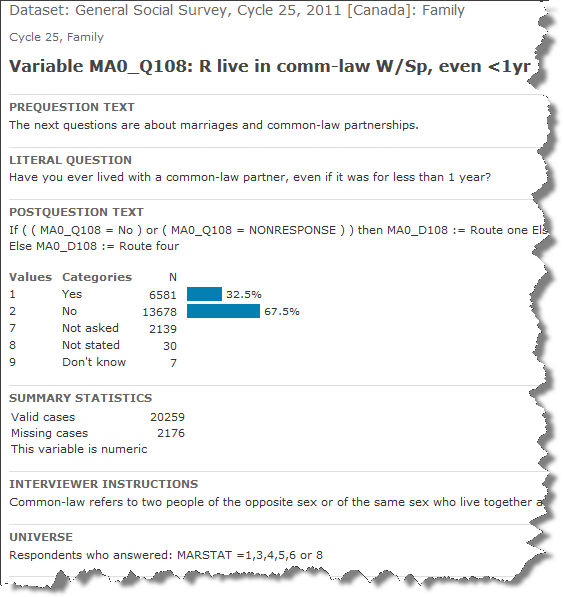 Dataset: General Social Survey, Cycle 25, 2011 [Canada]: Family
Cycle 25, Family
Variable MA0_Q108: R live in comm-law W/Sp, even <1yr
PREQUESTION TEXT
The next questions are about marriages and common-law partnerships.
LITERAL QUESTION
Have you ever lived with a common-law partner, even if it was for less than 1 year?
POSTQUESTION TEXT
If ( ( MA0_Q108 = No ) or ( MA0_Q108 = NONRESPONSE ) ) then MA0_D108 := Route one
Else MA0_D108 := Route four
Values Categories N
1 Yes 6581 32.5%
2 No 13678 67.5%
7 Not asked 2139
8 Not stated 30
9 Don't know 7
SUMMARY STATISTICS
Valid cases 20259
Missing cases 2176
This variable is numeric
INTERVIEWER INSTRUCTIONS
Common-law refers to two people of the opposite sex or of the same sex who live together
UNIVERSE
Respondents who answered: MARSTAT =1,3,4,5,6 or 8